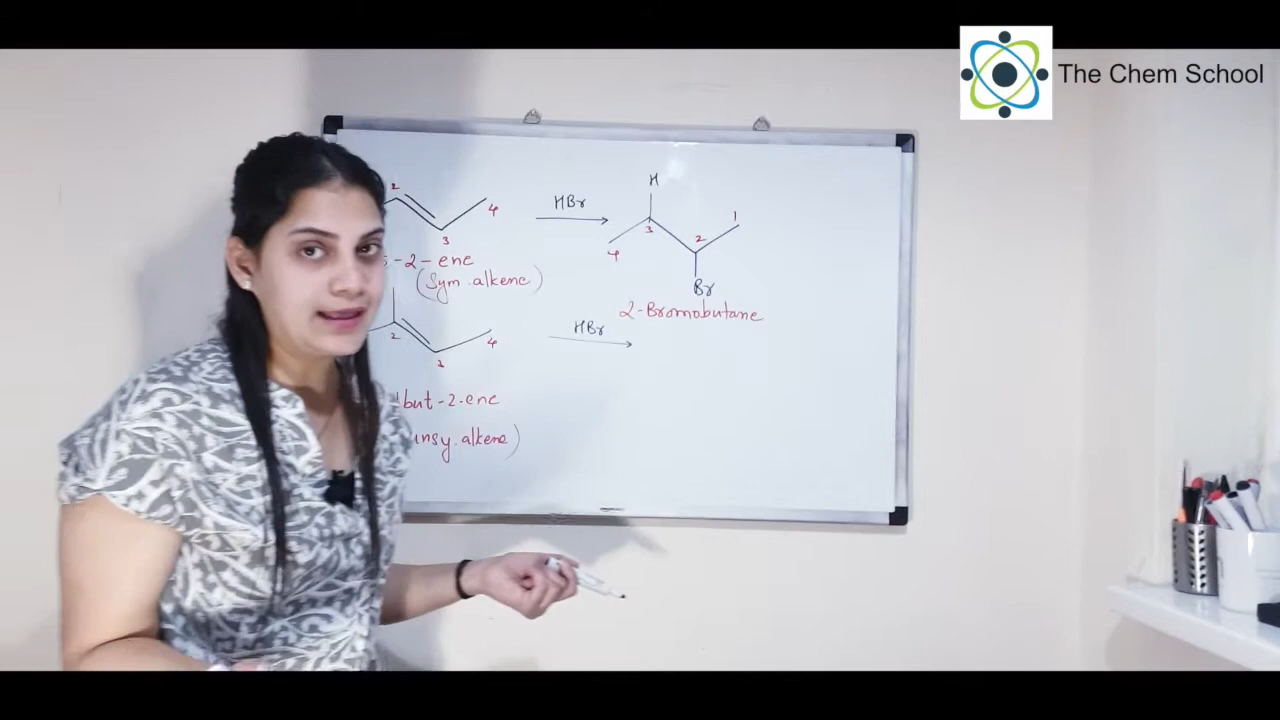 The Chem School
H
2
HBr
1
4
3
2
3
4
-2-ene
(Sym.alkene)
Br
2-Bromobutane
HBr
4
2
3
but-2-ene
unsy.alkene)